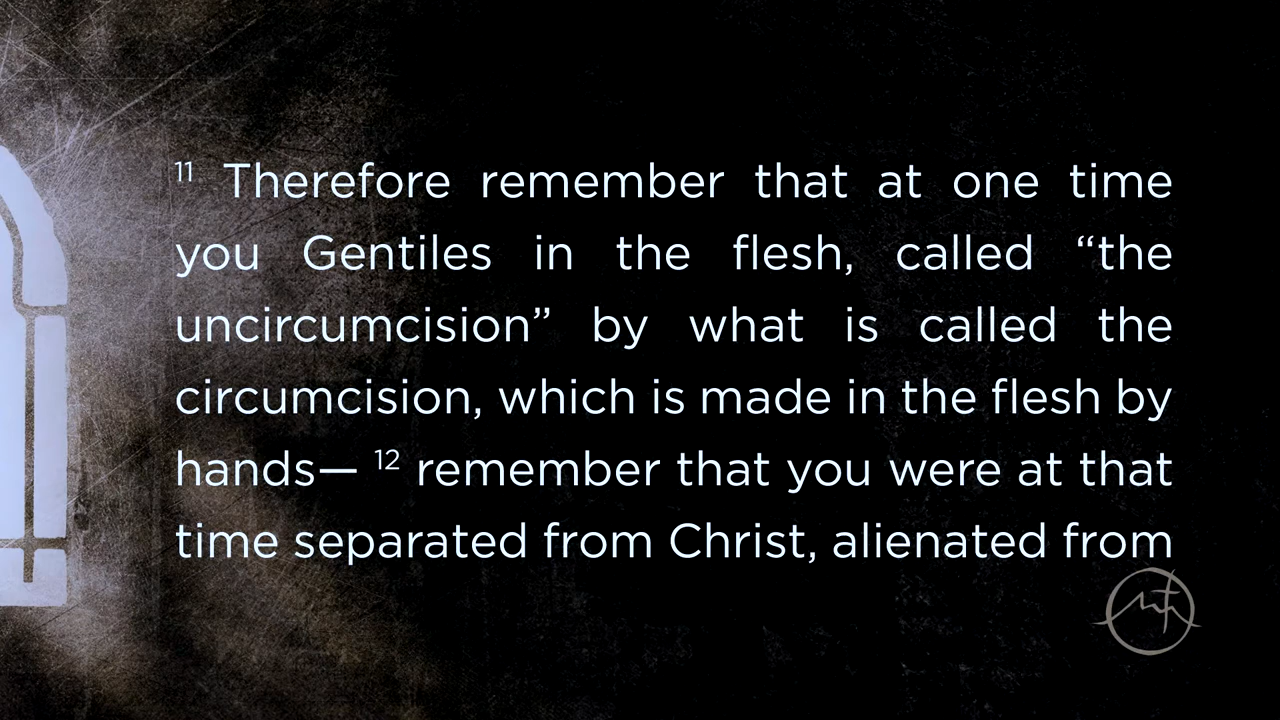 11 Therefore remember that at one time
you Gentiles in the flesh, called “the
uncircumcision” by what is called the
circumcision, which is made in the flesh by
hands— 12 remember that you were at that
time separated from Christ, alienated from